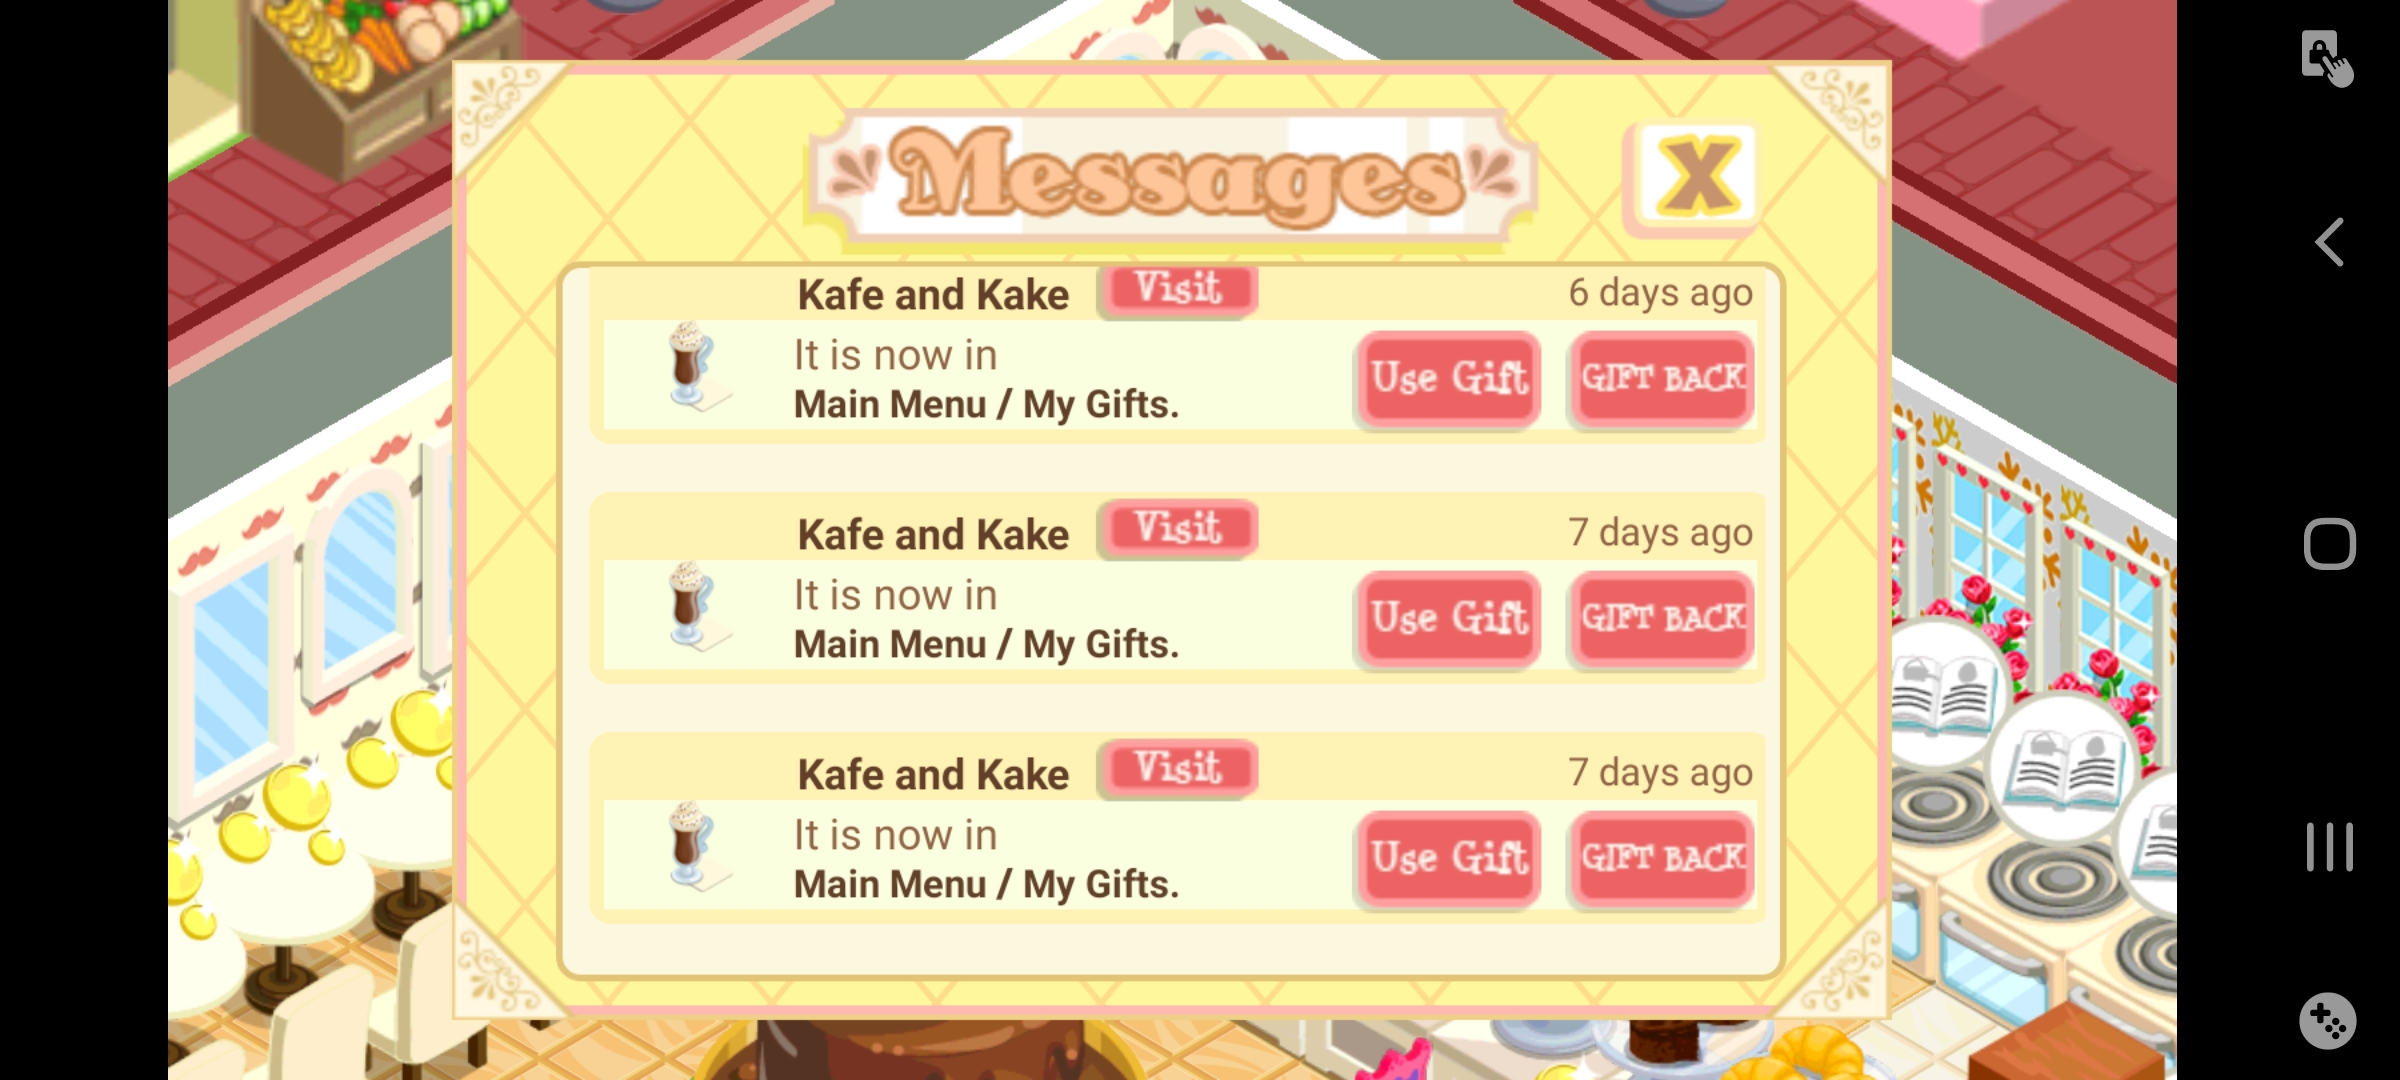 Messages
X
Kafe and Kake Visit 6 days ago
It is now in
Main Menu / My Gifts.
Use Gift GIFT BACK
Kafe and Kake Visit 7 days ago
It is now in
Main Menu / My Gifts.
Use Gift GIFT BACK
Kafe and Kake Visit 7 days ago
It is now in
Main Menu / My Gifts.
Use Gift GIFT BACK